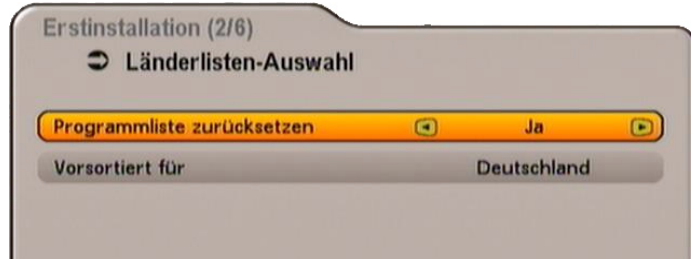 Erstinstallation (2/6)
Länderlisten-Auswahl
Programmliste zurücksetzen Ja
Vorsortiert für Deutschland